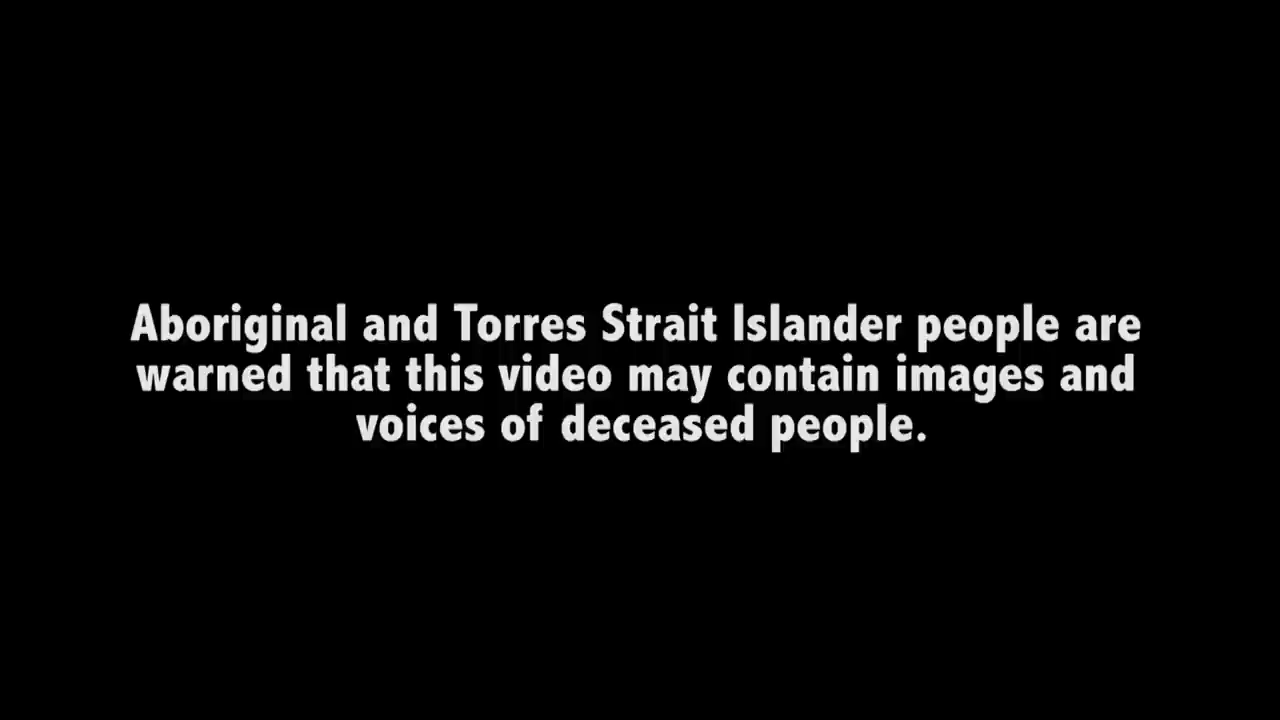 Aboriginal and Torres Strait Islander people are
warned that this video may contain images and
voices of deceased people.